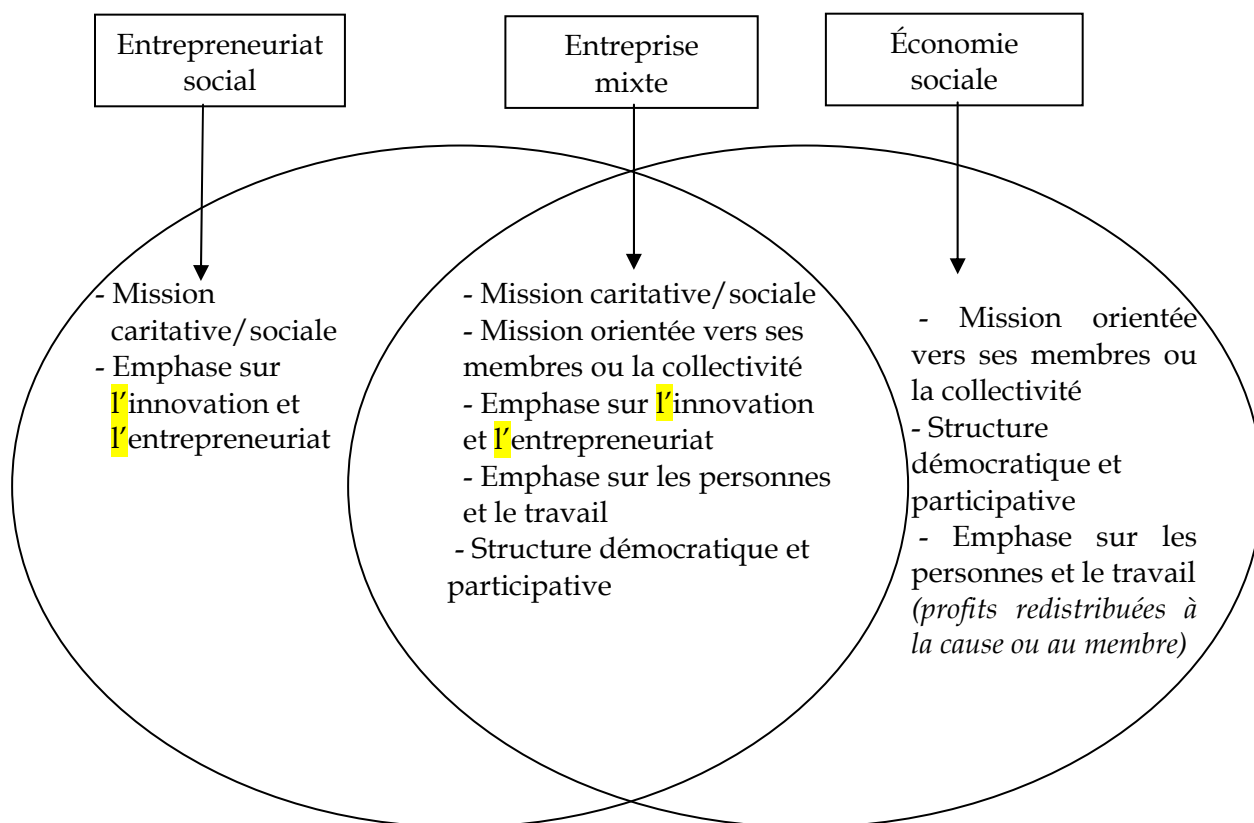 Entrepreneuriat
social
Entreprise
mixte
Économie
sociale
- Mission
caritative/sociale
- Emphase sur
l’innovation et
l’entrepreneuriat
- Mission caritative/sociale
- Mission orientée vers ses
membres ou la collectivité
- Emphase sur l’innovation
et l’entrepreneuriat
- Emphase sur les personnes
et le travail
- Structure démocratique et
participative
- Mission orientée
vers ses membres ou
la collectivité
- Structure
démocratique et
participative
- Emphase sur les
personnes et le travail
(profits redistribuées à
la cause ou au membre)